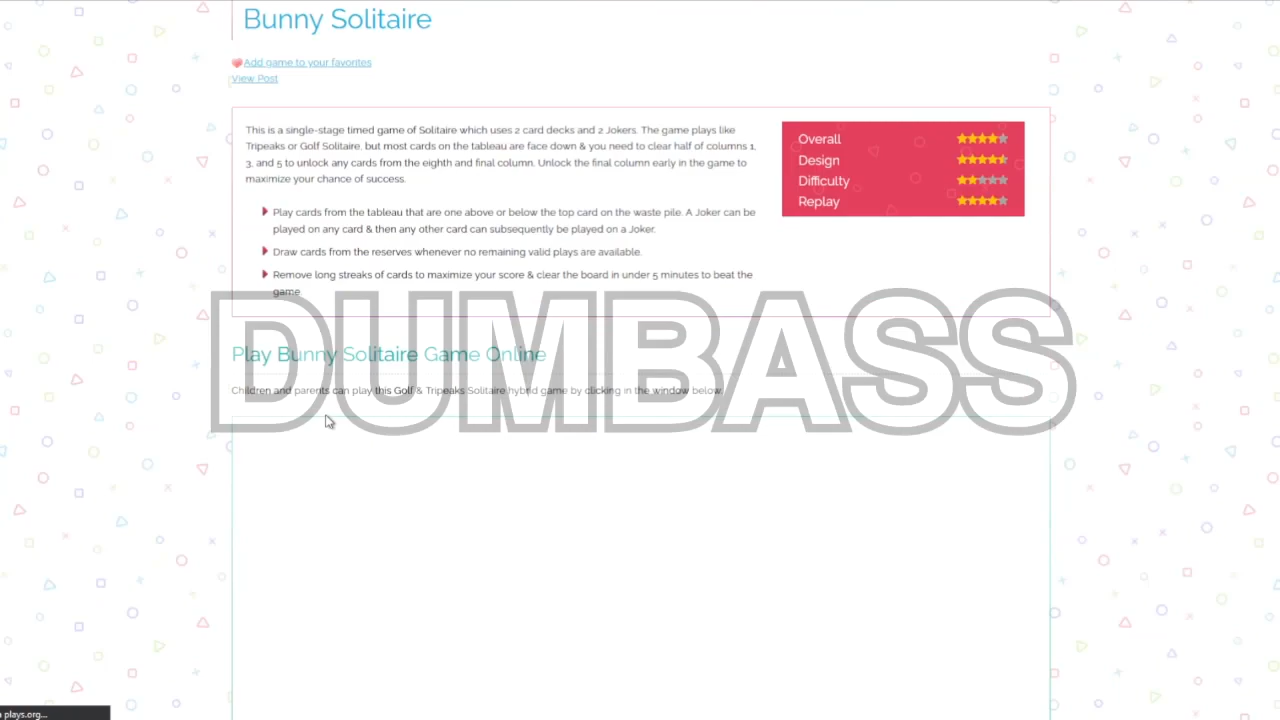 Bunny Solitaire
Add game to your favorites
View Post
This is a single-stage timed game of Solitaire which uses 2 card decks and 2 Jokers. The game plays like
Tripeaks or Golf Solitaire, but most cards on the tableau are face down & you need to clear half of columns 1,
3, and 5 to unlock any cards from the eighth and final column. Unlock the final column early in the game to
maximize your chance of success.
Overall
Design
Difficulty
Replay
Play cards from the tableau that are one above or below the top card on the waste pile. A Joker can be
played on any card & then any other card can subsequently be played on a Joker.
Draw cards from the reserves whenever no remaining valid plays are available.
Remove long streaks of cards to maximize your score & clear the board in under 5 minutes to beat the
game.
DUMBASS
Play Bunny Solitaire Game Online
Children and parents can play this Golf & Tripeaks Solitaire hybrid game by clicking in the window below.
plays.org...